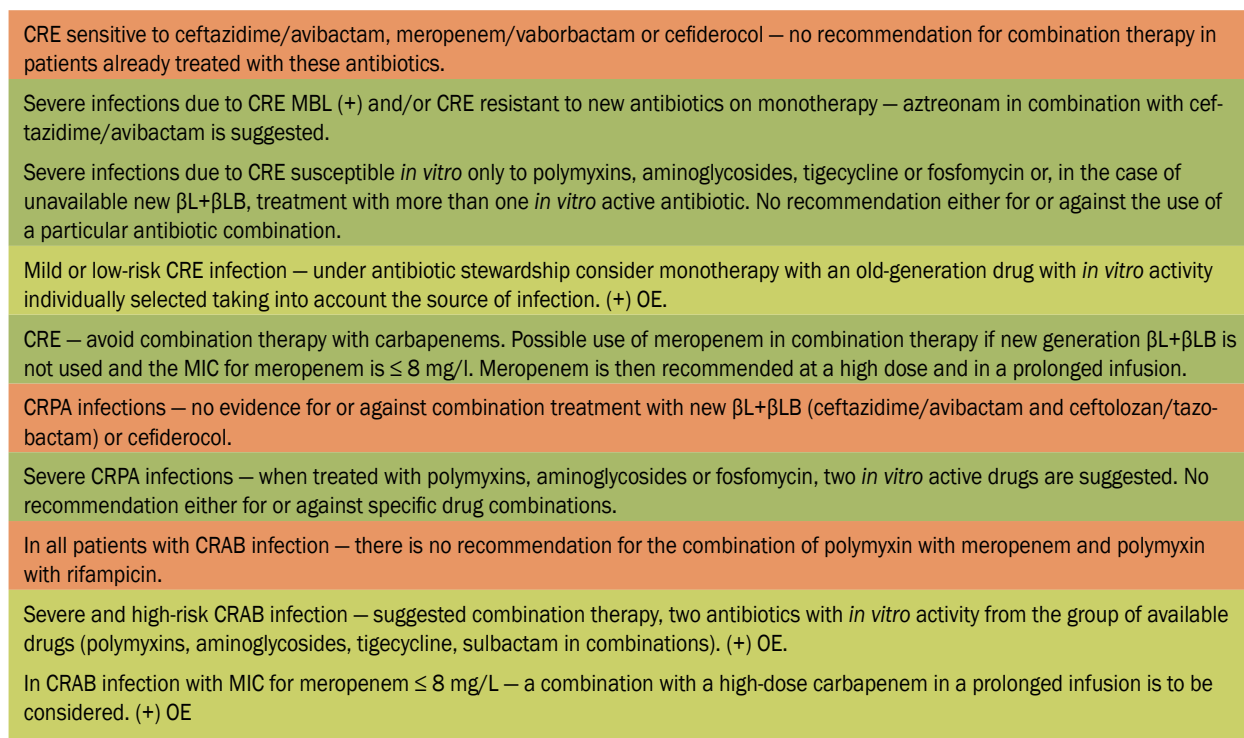 CRE sensitive to ceftazidime/avibactam, meropenem/vaborbactam or cefiderocol — no recommendation for combination therapy in
patients already treated with these antibiotics.
Severe infections due to CRE MBL (+) and/or CRE resistant to new antibiotics on monotherapy — aztreonam in combination with cef-
tazidime/avibactam is suggested.
Severe infections due to CRE susceptible in vitro only to polymyxins, aminoglycosides, tigecycline or fosfomycin or, in the case of
unavailable new βL+βLB, treatment with more than one in vitro active antibiotic. No recommendation either for or against the use of
a particular antibiotic combination.
Mild or low-risk CRE infection — under antibiotic stewardship consider monotherapy with an old-generation drug with in vitro activity
individually selected taking into account the source of infection. (+) OE.
CRE — avoid combination therapy with carbapenems. Possible use of meropenem in combination therapy if new generation βL+βLB is
not used and the MIC for meropenem is ≤ 8 mg/l. Meropenem is then recommended at a high dose and in a prolonged infusion.
CRPA infections — no evidence for or against combination treatment with new βL+βLB (ceftazidime/avibactam and ceftolozan/tazo-
bactam) or cefiderocol.
Severe CRPA infections — when treated with polymyxins, aminoglycosides or fosfomycin, two in vitro active drugs are suggested. No
recommendation either for or against specific drug combinations.
In all patients with CRAB infection — there is no recommendation for the combination of polymyxin with meropenem and polymyxin
with rifampicin.
Severe and high-risk CRAB infection — suggested combination therapy, two antibiotics with in vitro activity from the group of available
drugs (polymyxins, aminoglycosides, tigecycline, sulbactam in combinations). (+) OE.
In CRAB infection with MIC for meropenem ≤ 8 mg/L — a combination with a high-dose carbapenem in a prolonged infusion is to be
considered. (+) OE